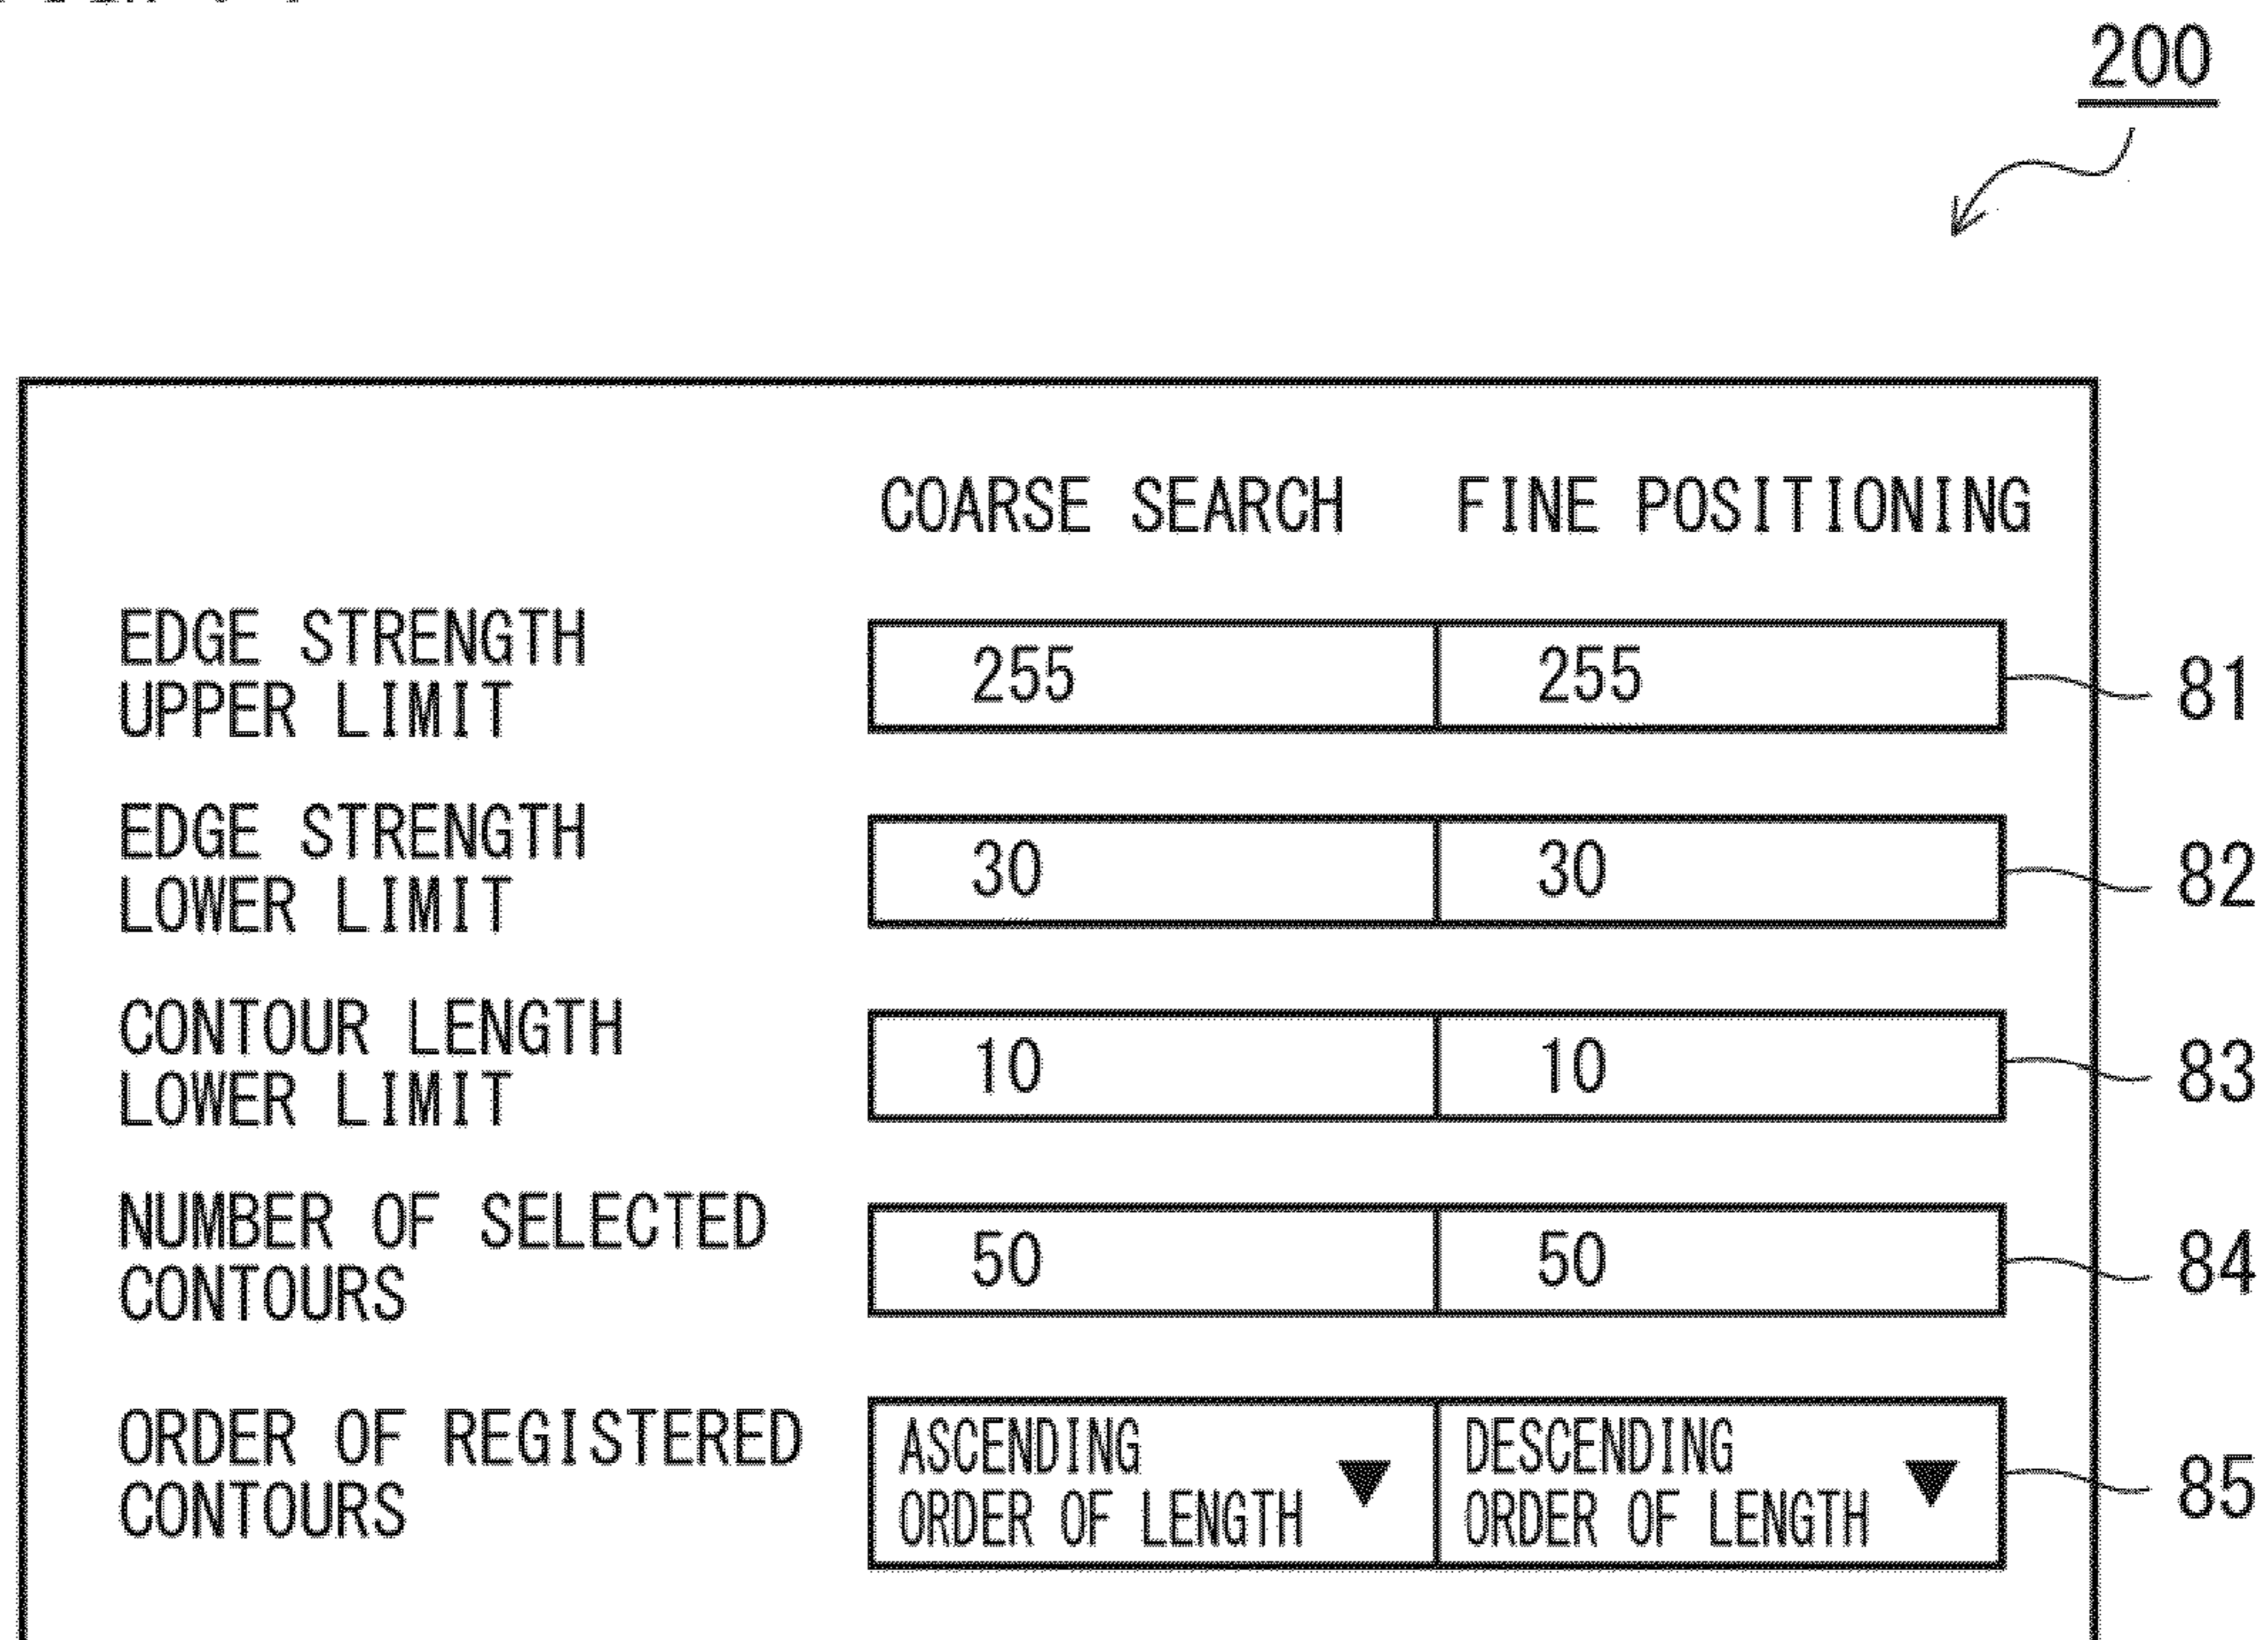 200
COARSE SEARCH FINE POSITIONING
EDGE STRENGTH
UPPER LIMIT
255 255 81
EDGE STRENGTH
LOWER LIMIT
30 30 82
CONTOUR LENGTH
LOWER LIMIT
10 10 83
NUMBER OF SELECTED
CONTOURS
50 50 84
ORDER OF REGISTERED
CONTOURS
ASCENDING
ORDER OF LENGTH ▼
DESCENDING
ORDER OF LENGTH ▼
85